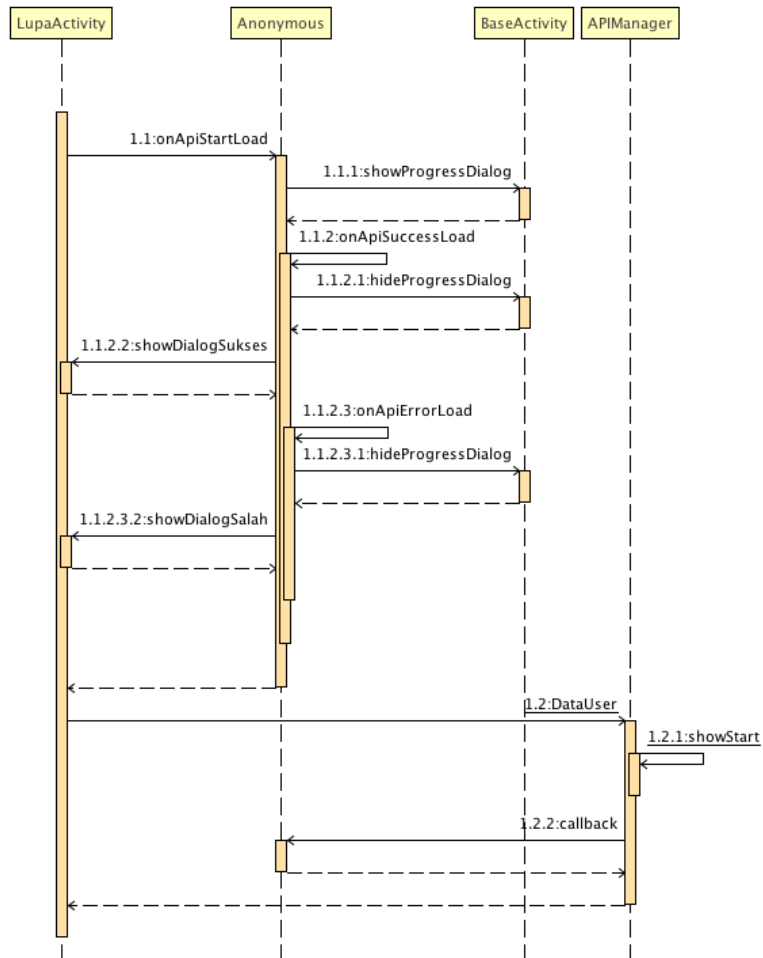 LupaActivity
Anonymous
BaseActivity
APIManager
1.1:onApiStartLoad
1.1.1:showProgressDialog
1.1.2:onApiSuccessLoad
1.1.2.1:hideProgressDialog
1.1.2.2:showDialogSukses
1.1.2.3:onApiErrorLoad
1.1.2.3.1:hideProgressDialog
1.1.2.3.2:showDialogSalah
1.2:DataUser
1.2.1:showStart
1.2.2:callback